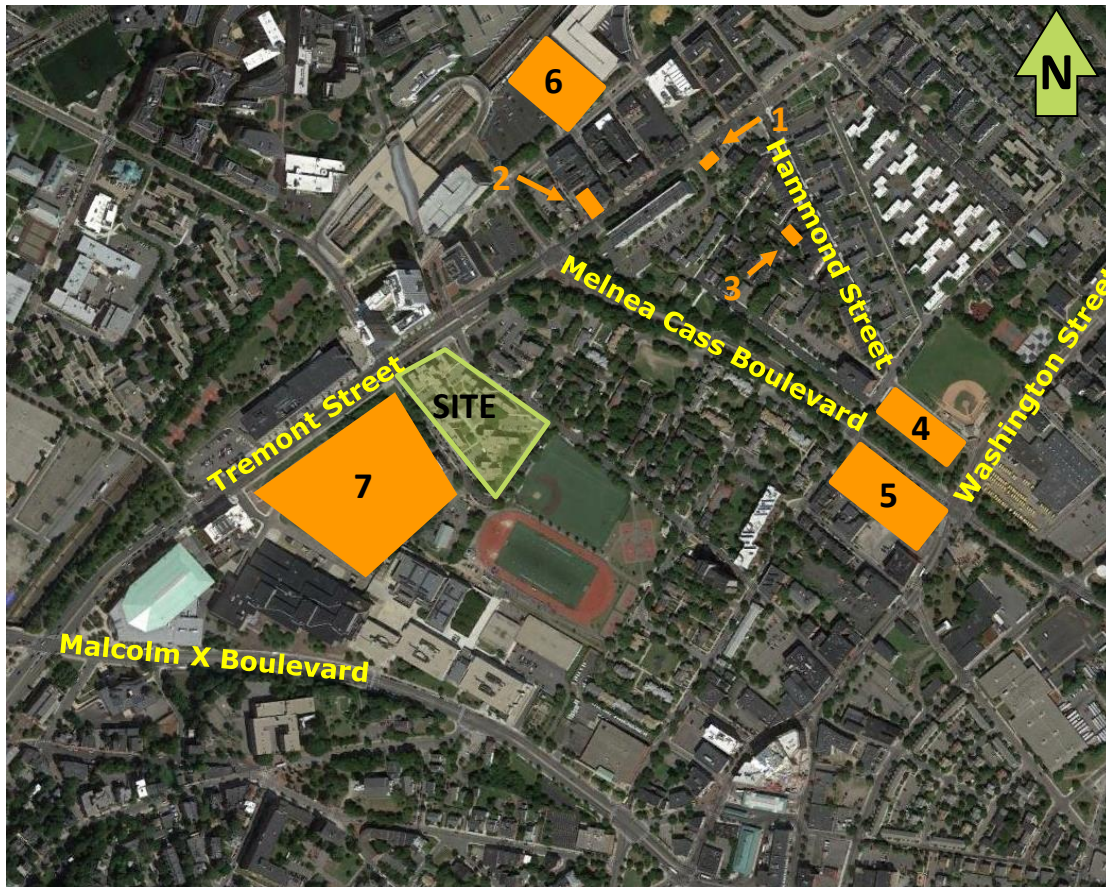 N
6
1
2
Hammond Street
3
Melnea Cass Boulevard
Washington Street
Tremont Street
SITE
4
5
7
Malcolm X Boulevard